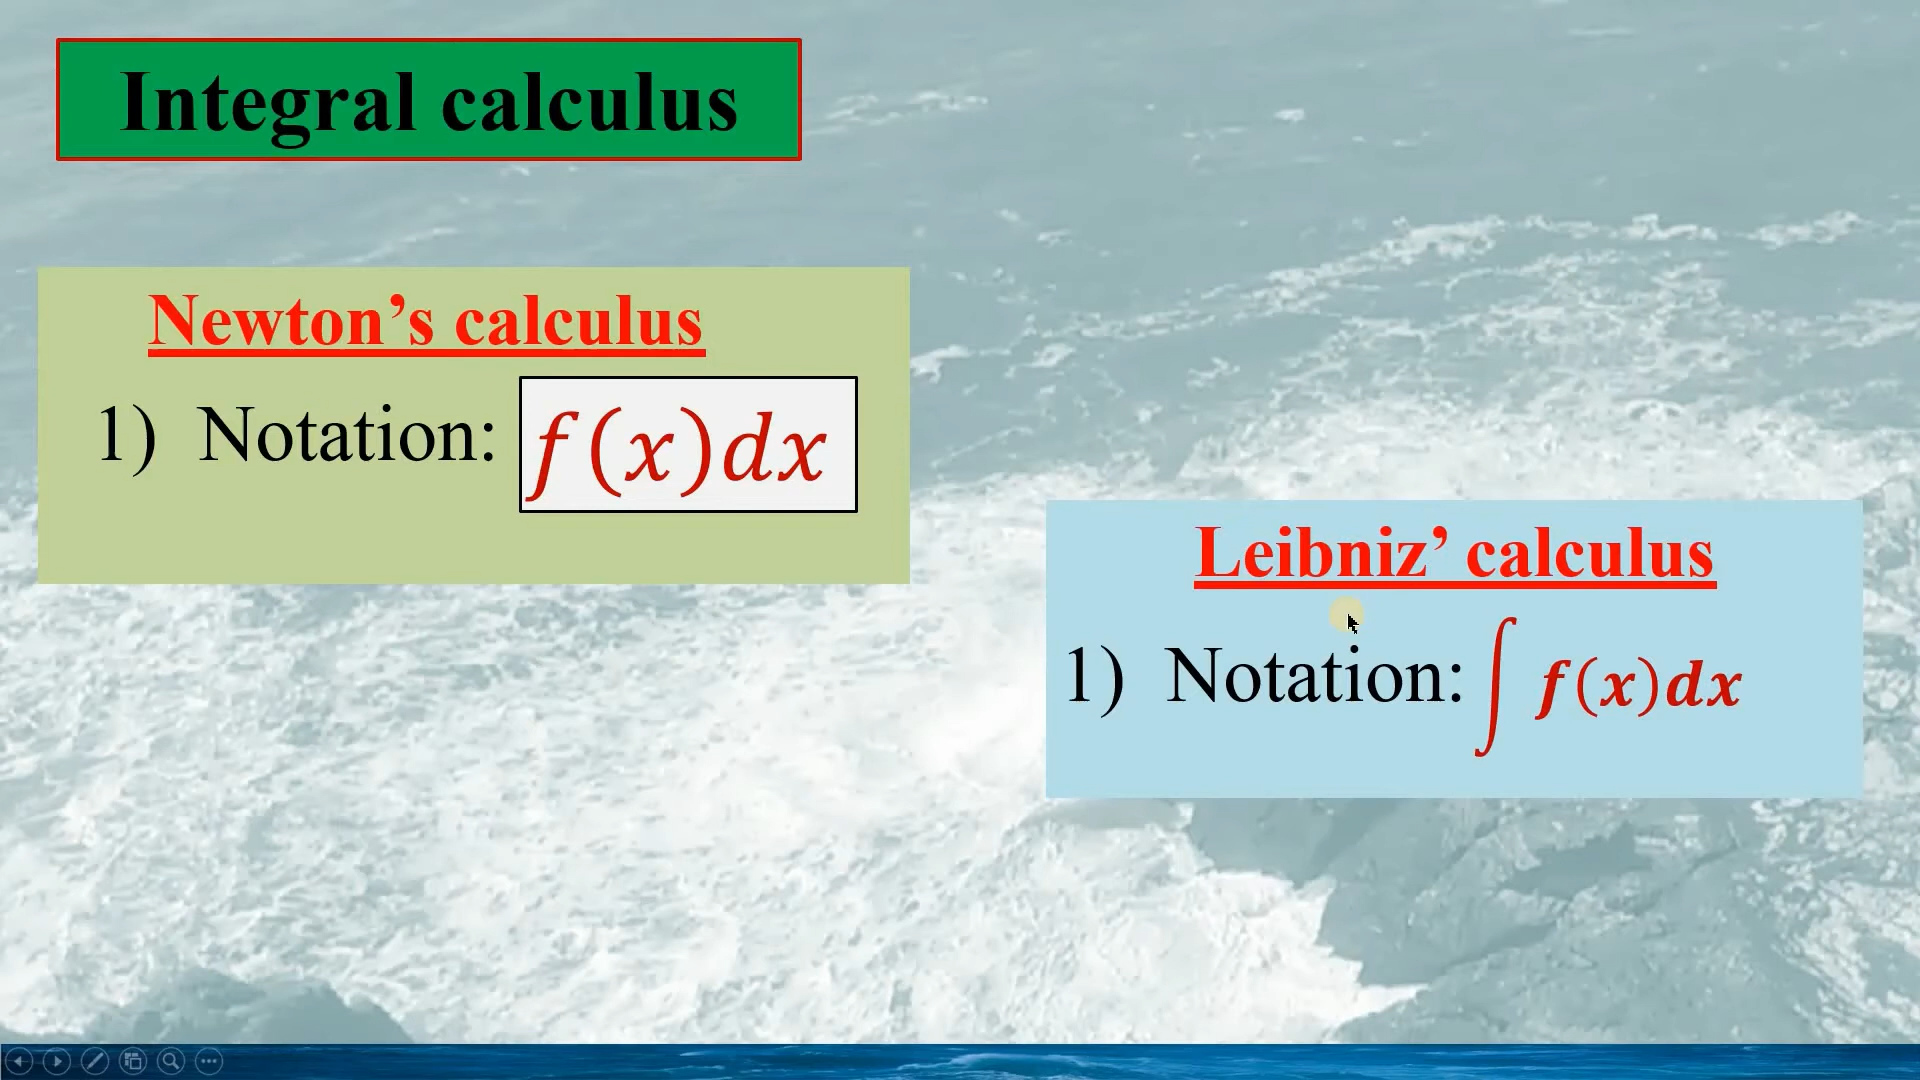 Integral calculus
Newton’s calculus
1) Notation: f(x)dx
Leibniz’ calculus
1) Notation: ∫ f(x)dx